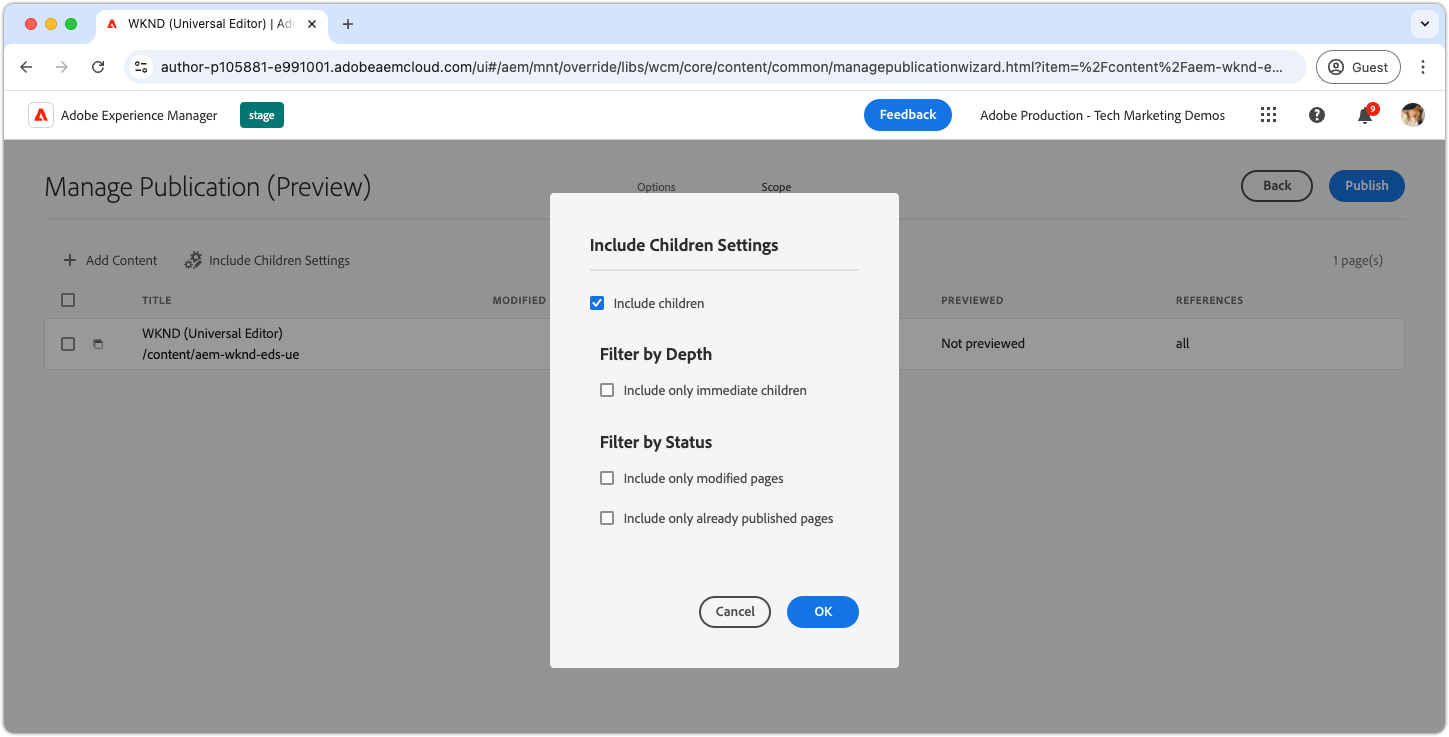 WKND (Universal Editor) | Ad
author-p105881-e991001.adobeaemcloud.com/ui#/aem/mnt/override/libs/wcm/core/content/common/managepublicationwizard.html?item=%2Fcontent%2Faem-wknd-e...
Guest
Adobe Experience Manager
stage
Feedback
Adobe Production - Tech Marketing Demos
9
Manage Publication (Preview)
Options
Scope
Back
Publish
Add Content
Include Children Settings
1 page(s)
TITLE
MODIFIED
PREVIEWED
REFERENCES
WKND (Universal Editor)
/content/aem-wknd-eds-ue
Not previewed
all
Include Children Settings
Include children
Filter by Depth
Include only immediate children
Filter by Status
Include only modified pages
Include only already published pages
Cancel
OK